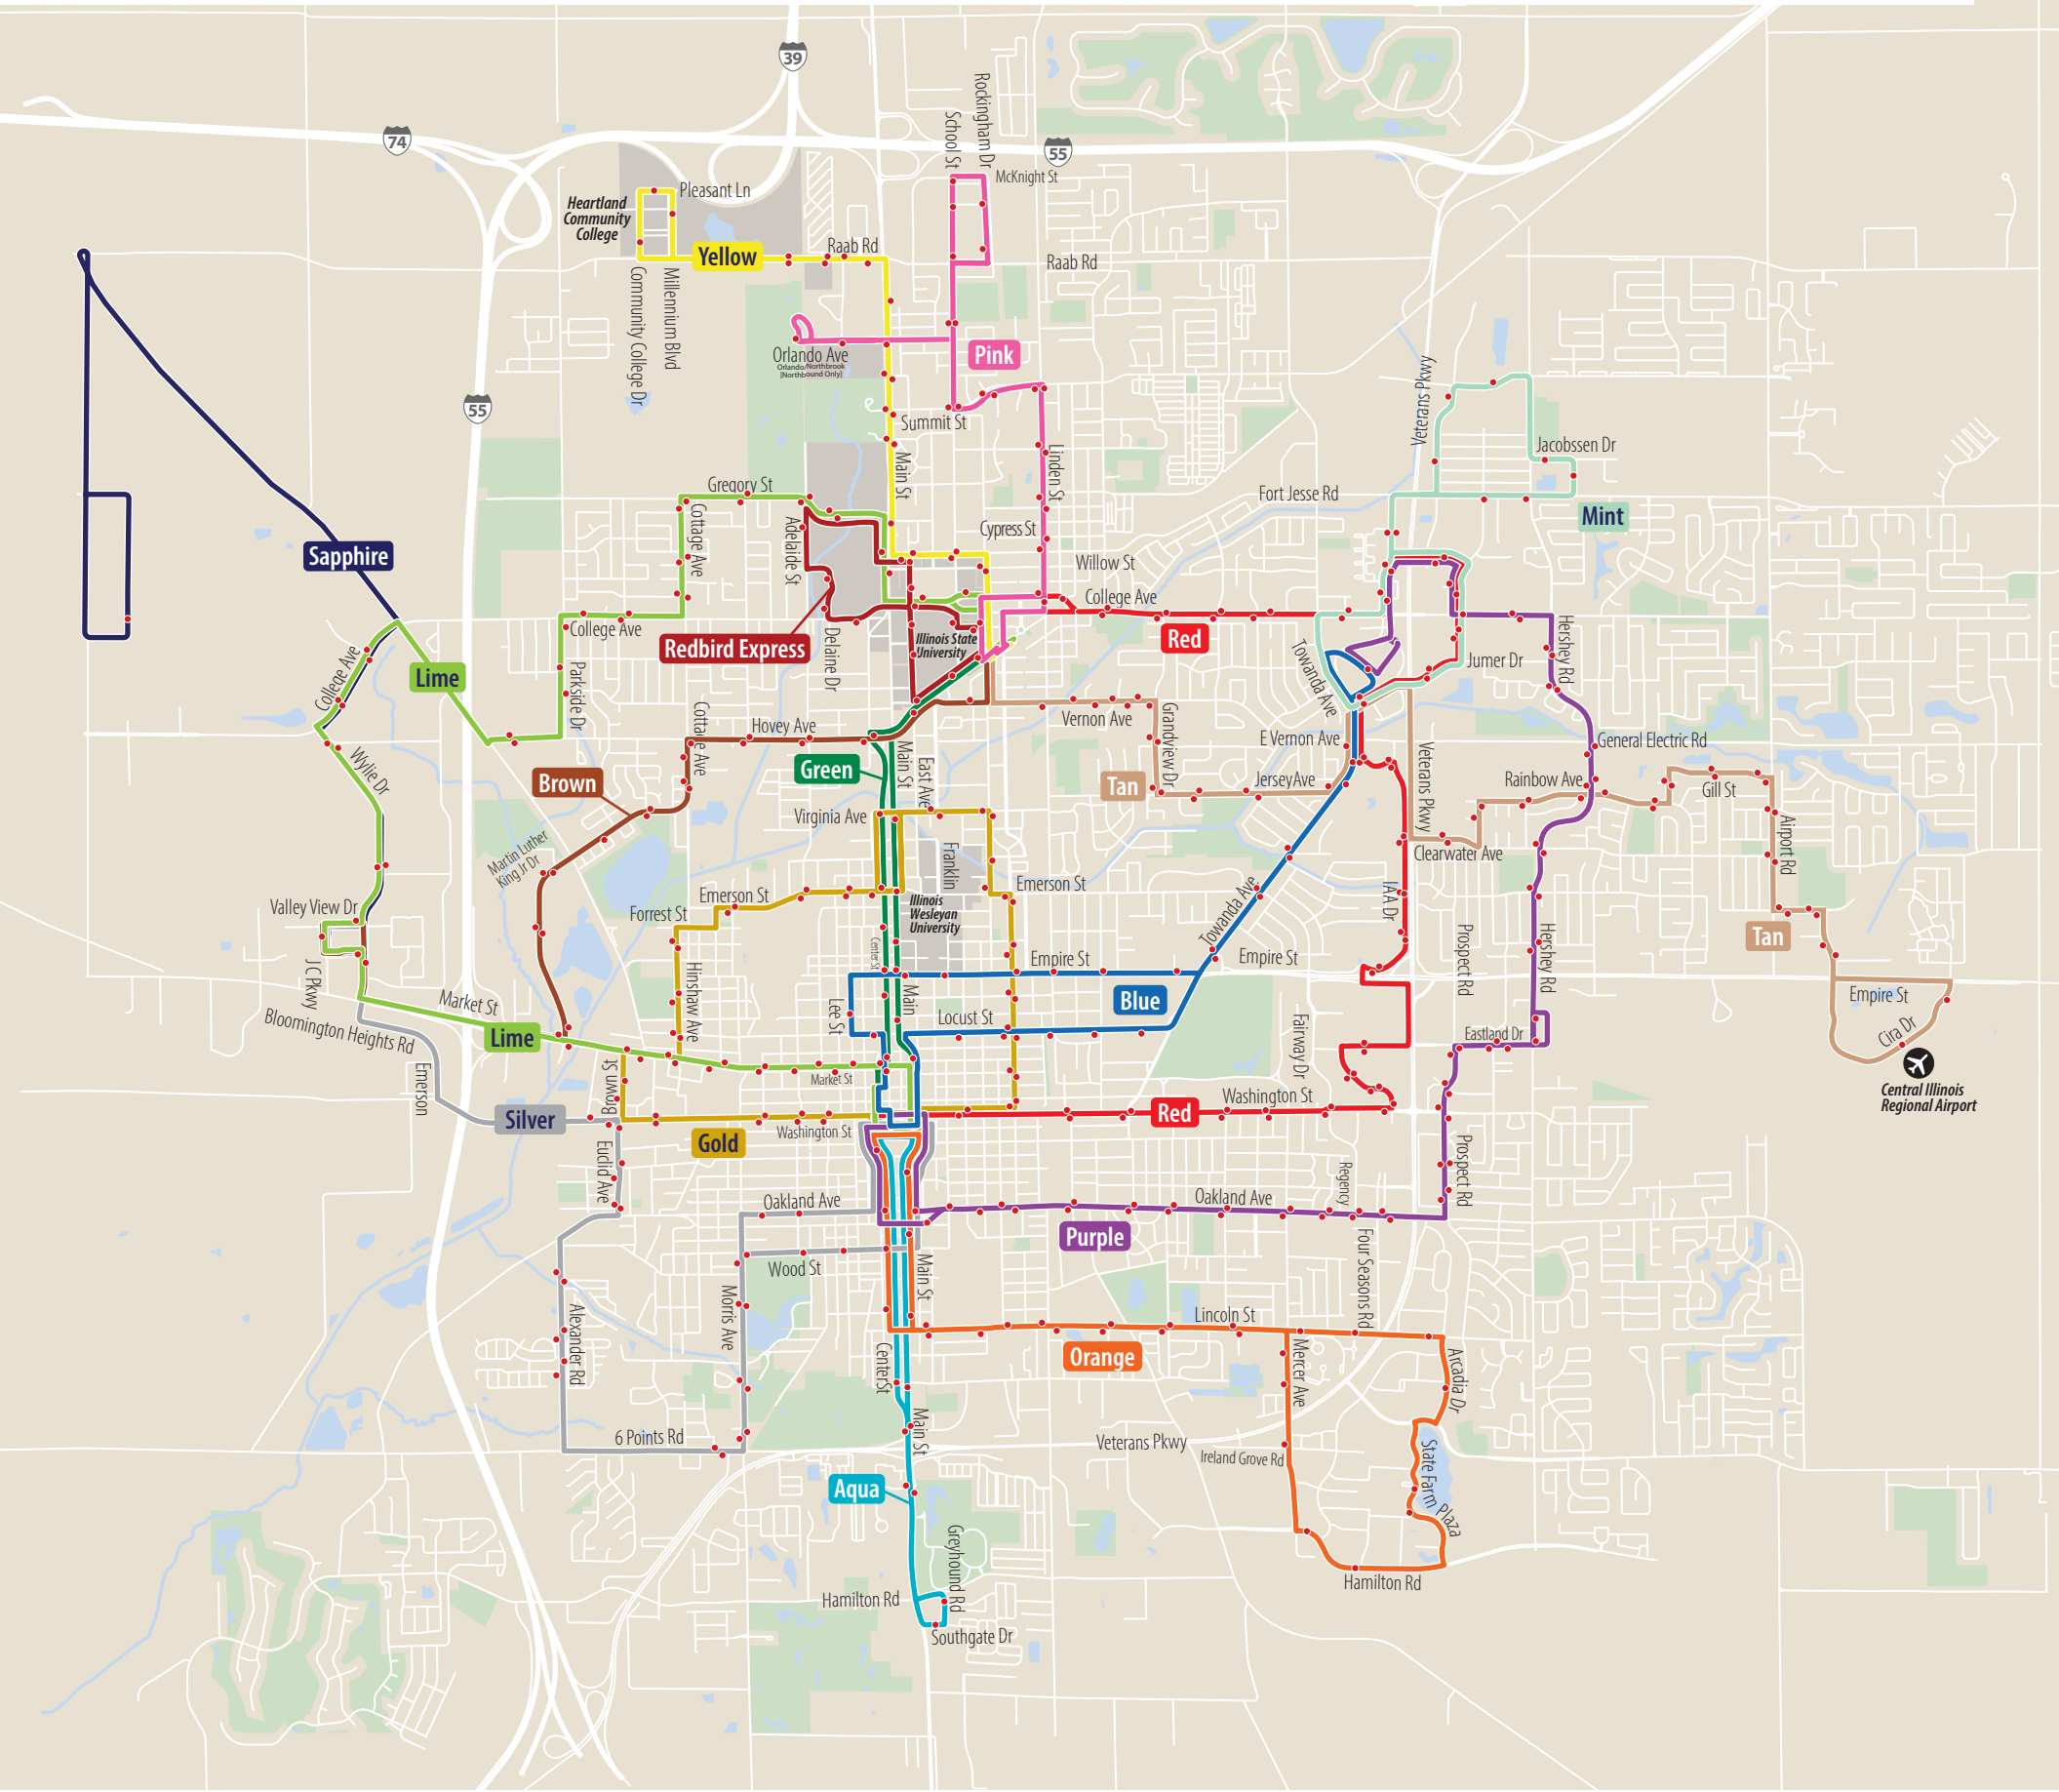 39
74
55
Rockingham Dr
School St
McKnight St
Pleasant Ln
Heartland
Community
College
Yellow
Raab Rd
Raab Rd
Community College Dr
Millennium Blvd
Pink
Orlando Ave
Orlando/Northbrook
[Northbound Only]
55
Veterans Pkwy
Summit St
Main St
Linden St
Jacobssen Dr
Gregory St
Fort Jesse Rd
Mint
Cottage Ave
Adelaide St
Cypress St
Sapphire
Willow St
College Ave
College Ave
Red
Redbird Express
Illinois State
University
Hershey Rd
College Ave
Lime
Parkside Dr
Delaine Dr
Towanda Ave
Jumer Dr
Cottage Ave
Hovey Ave
Vernon Ave
Grandview Dr
E Vernon Ave
General Electric Rd
Wylie Dr
Main St
East Ave
Veterans Pkwy
Brown
Green
Tan
Jersey Ave
Rainbow Ave
Gill St
Virginia Ave
Airport Rd
Martin Luther
King Jr Dr
Franklin
Clearwater Ave
Emerson St
Emerson St
IAA Dr
Valley View Dr
Forrest St
Illinois
Wesleyan
University
Towanda Ave
Tan
Center St
Prospect Rd
Hershey Rd
Empire St
Empire St
JC Pkwy
Hinshaw Ave
Main
Lee St
Blue
Empire St
Market St
Locust St
Fairway Dr
Eastland Dr
Cira Dr
Bloomington Heights Rd
Lime
Emerson
Brown St
Market St
Central Illinois
Regional Airport
Washington St
Silver
Red
Gold
Washington St
Euclid Ave
Regency
Prospect Rd
Oakland Ave
Oakland Ave
Purple
Four Seasons Rd
Wood St
Main St
Alexander Rd
Morris Ave
Lincoln St
Orange
Center St
Mercer Ave
Arcadia Dr
6 Points Rd
Main St
Veterans Pkwy
Ireland Grove Rd
State Farm Plaza
Aqua
Greyhound Rd
Hamilton Rd
Hamilton Rd
Southgate Dr